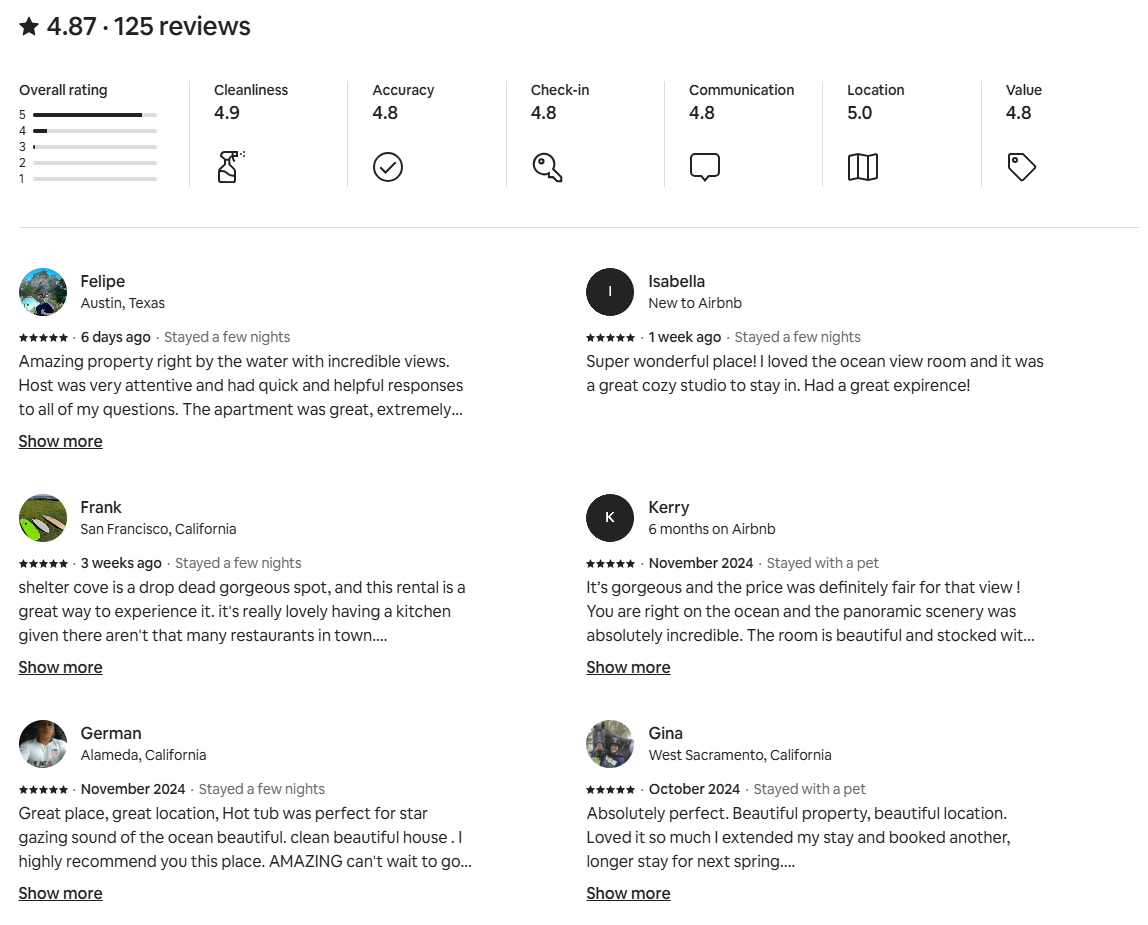 ★ 4.87 · 125 reviews
Overall rating
5
4
3
2
1
Cleanliness
4.9
Accuracy
4.8
Check-in
4.8
Communication
4.8
Location
5.0
Value
4.8
Felipe
Austin, Texas
★★★★★ · 6 days ago · Stayed a few nights
Amazing property right by the water with incredible views.
Host was very attentive and had quick and helpful responses
to all of my questions. The apartment was great, extremely...
Show more
I
Isabella
New to Airbnb
★★★★★ · 1 week ago · Stayed a few nights
Super wonderful place! I loved the ocean view room and it was
a great cozy studio to stay in. Had a great expirence!
Frank
San Francisco, California
★★★★★ · 3 weeks ago · Stayed a few nights
shelter cove is a drop dead gorgeous spot, and this rental is a
great way to experience it. it's really lovely having a kitchen
given there aren't that many restaurants in town....
Show more
K
Kerry
6 months on Airbnb
★★★★★ · November 2024 · Stayed with a pet
It’s gorgeous and the price was definitely fair for that view !
You are right on the ocean and the panoramic scenery was
absolutely incredible. The room is beautiful and stocked wit...
Show more
German
Alameda, California
★★★★★ · November 2024 · Stayed a few nights
Great place, great location, Hot tub was perfect for star
gazing sound of the ocean beautiful. clean beautiful house . I
highly recommend you this place. AMAZING can't wait to go...
Show more
Gina
West Sacramento, California
★★★★★ · October 2024 · Stayed with a pet
Absolutely perfect. Beautiful property, beautiful location.
Loved it so much I extended my stay and booked another,
longer stay for next spring....
Show more